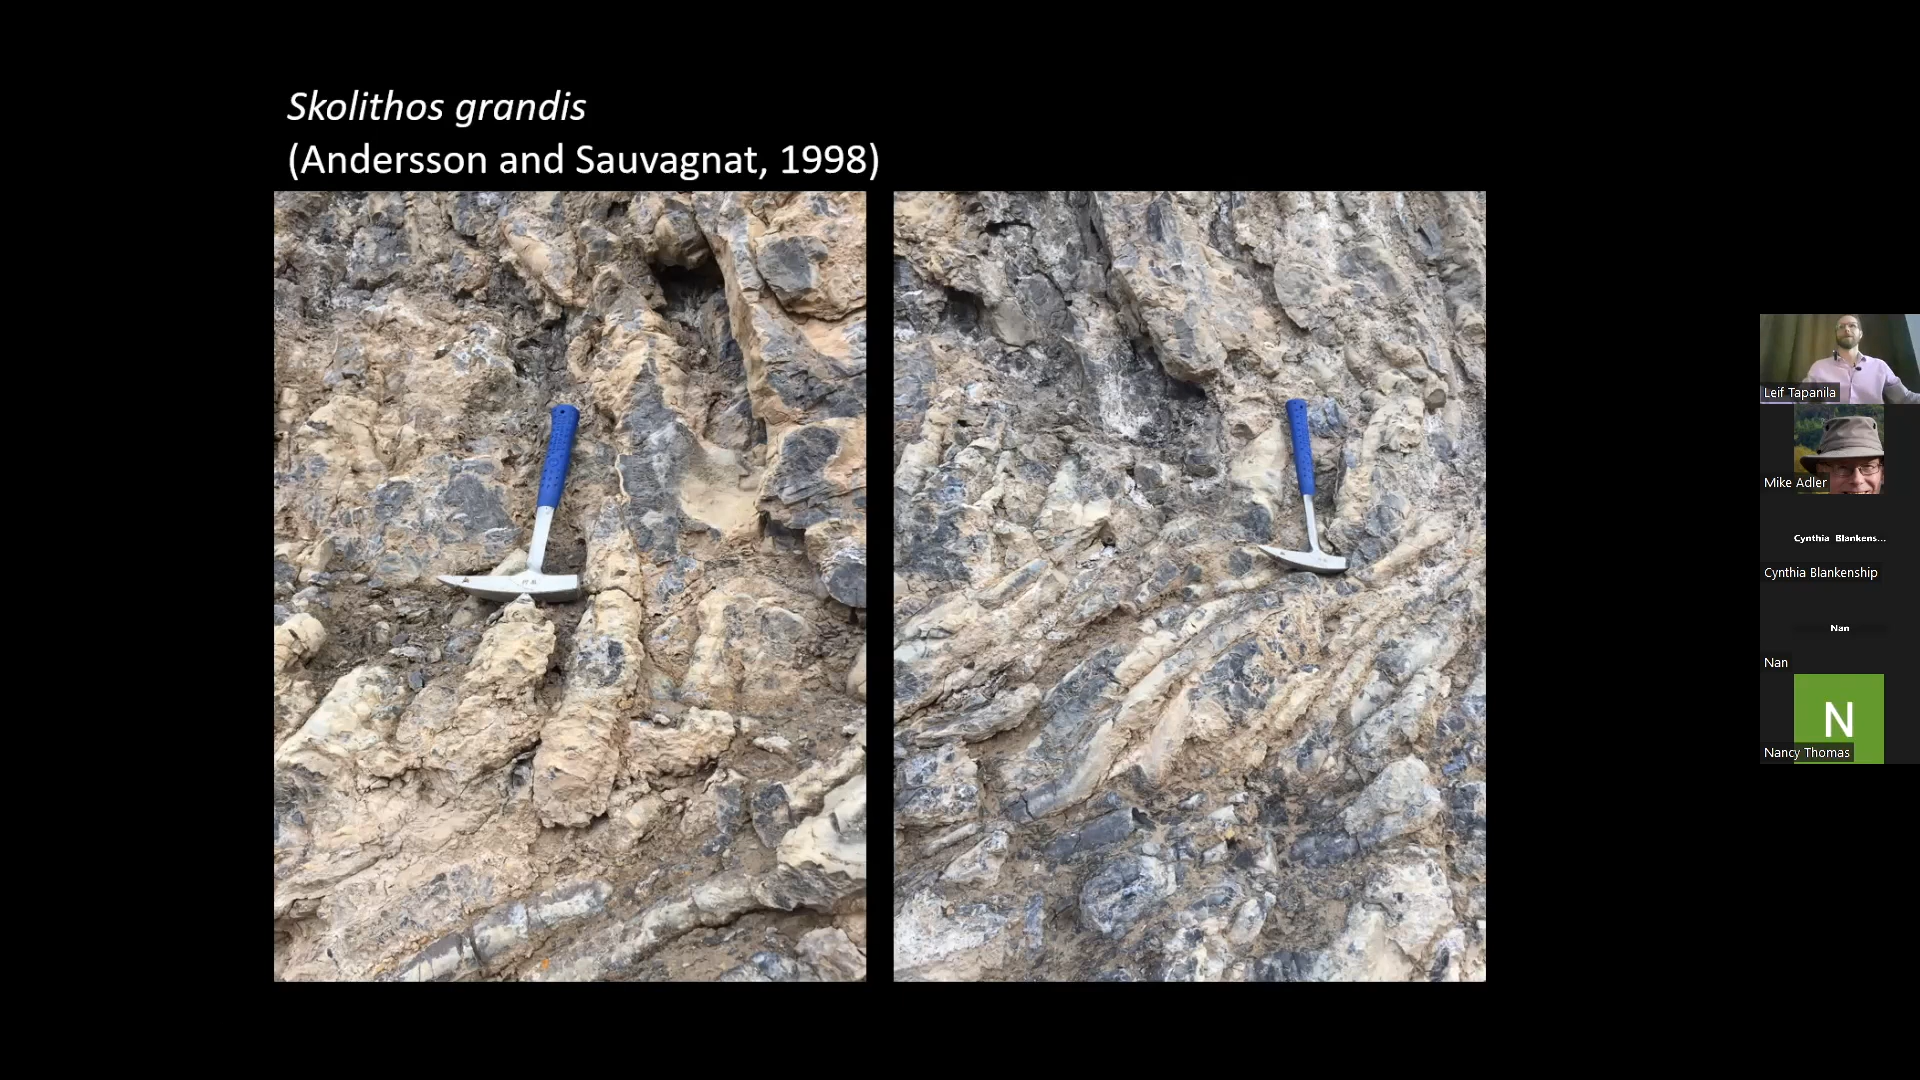 Skolithos grandis
(Andersson and Sauvagnat, 1998)
Leif Tapanila
Mike Adler
Cynthia Blankens...
Cynthia Blankenship
Nan
Nan
N
Nancy Thomas